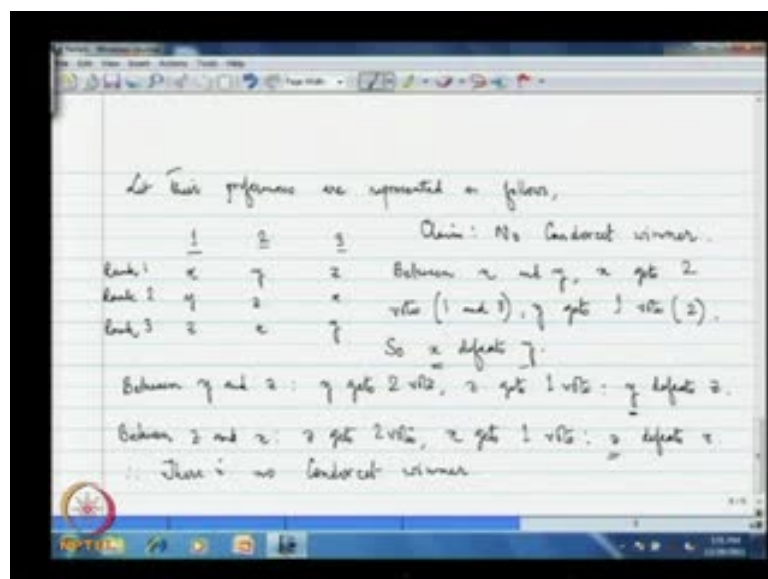 Let their preferences are represented as follows,
1 2 3 Claim: No Condorcet winner.
Rank 1 x y z Between x and y, x gets 2
Rank 2 y z x votes (1 and 3), y gets 1 vote (2).
Rank 3 z x y
So x defeats y.
Between y and z: y gets 2 votes, z gets 1 vote: y defeats z.
Between z and x: z gets 2 votes, x gets 1 vote: z defeats x.
∴ There is no Condorcet winner
NPTEL